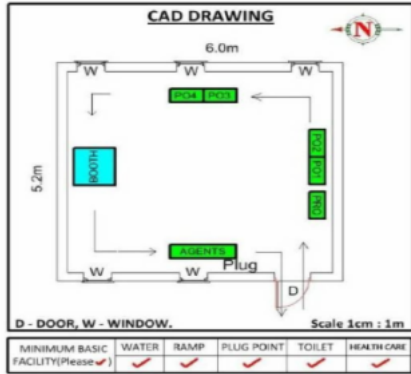 CAD DRAWING
6.0m
N
W W W
PO4 PO3
5.2m
BOOTH
PO2
PO1
PRO
AGENTS
Plug
W W
D
D - DOOR, W - WINDOW. Scale 1cm : 1m
MINIMUM BASIC FACILITY(Please✓) WATER RAMP PLUG POINT TOILET HEALTH CARE
✓ ✓ ✓ ✓ ✓